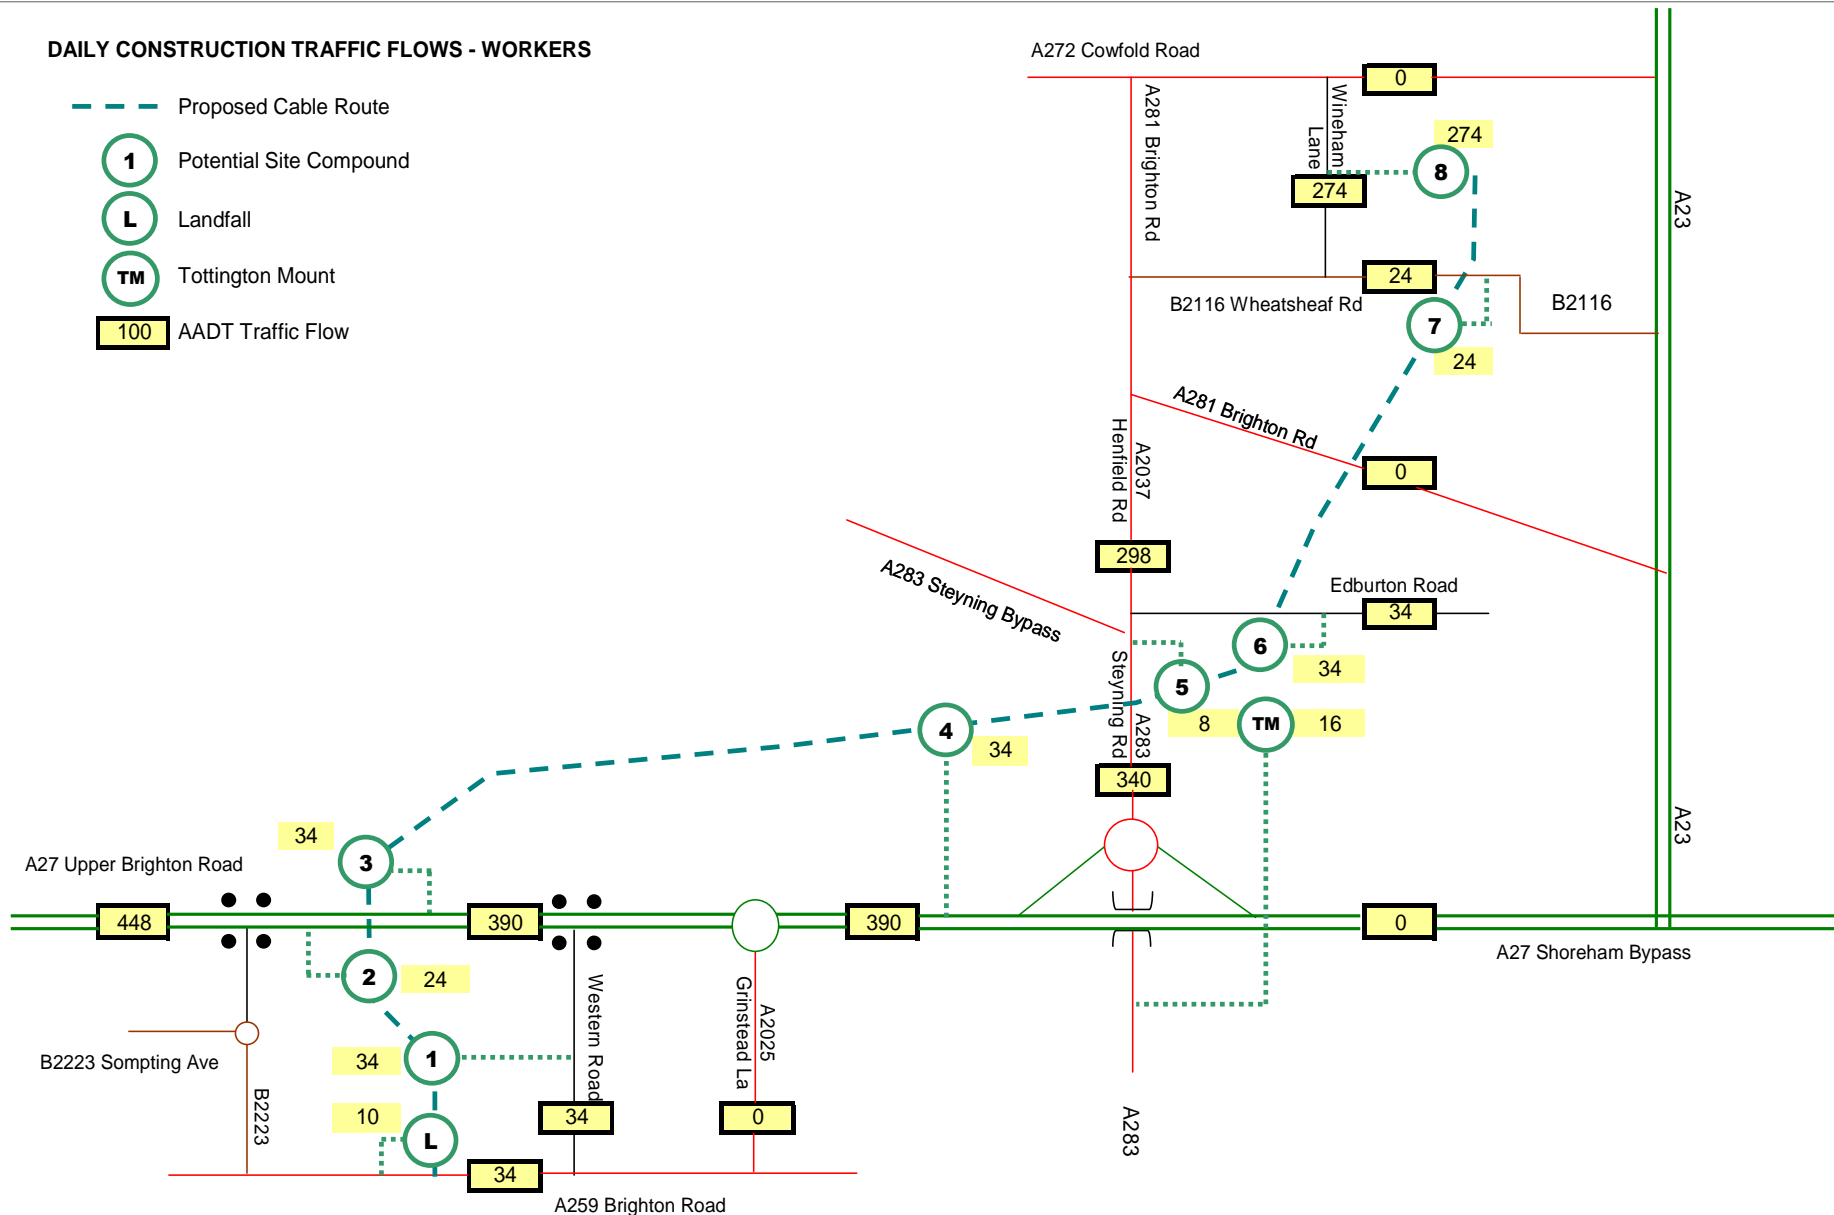 DAILY CONSTRUCTION TRAFFIC FLOWS - WORKERS
Proposed Cable Route
1
Potential Site Compound
L
Landfall
TM
Tottington Mount
100
AADT Traffic Flow
A272 Cowfold Road
0
A281 Brighton Rd
Wineham
Lane
274
8
274
A23
24
B2116 Wheatsheaf Rd
B2116
7
24
A281 Brighton Rd
0
A2037
Henfield Rd
298
A283 Steyning Bypass
Edburton Road
34
6
34
5
8
TM
16
Steyning Rd
A283
340
4
34
A23
34
3
A27 Upper Brighton Road
448
390
390
0
A27 Shoreham Bypass
2
24
Western Road
A2025
Grinstead La
B2223 Sompting Ave
34
1
B2223
10
L
34
0
A283
34
A259 Brighton Road